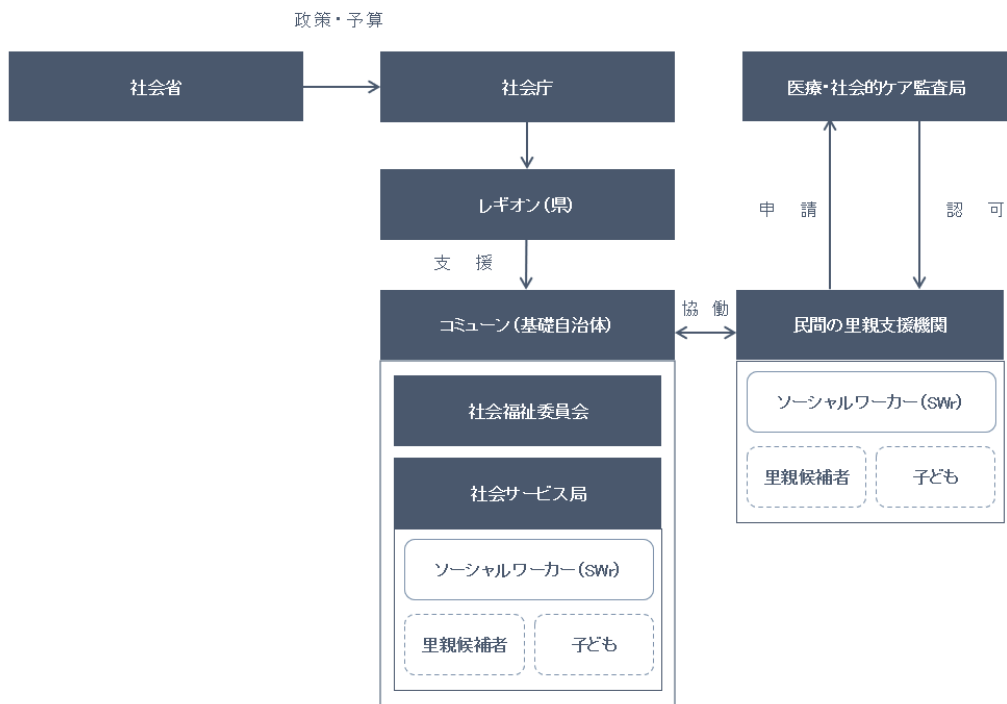 政策・予算
社会省
社会庁
医療・社会的ケア監査局
レギオン（県）
申請
認可
支援
コミューン（基礎自治体）
協働
民間の里親支援機関
社会福祉委員会
ソーシャルワーカー（SWr）
里親候補者
子ども
社会サービス局
ソーシャルワーカー（SWr）
里親候補者
子ども